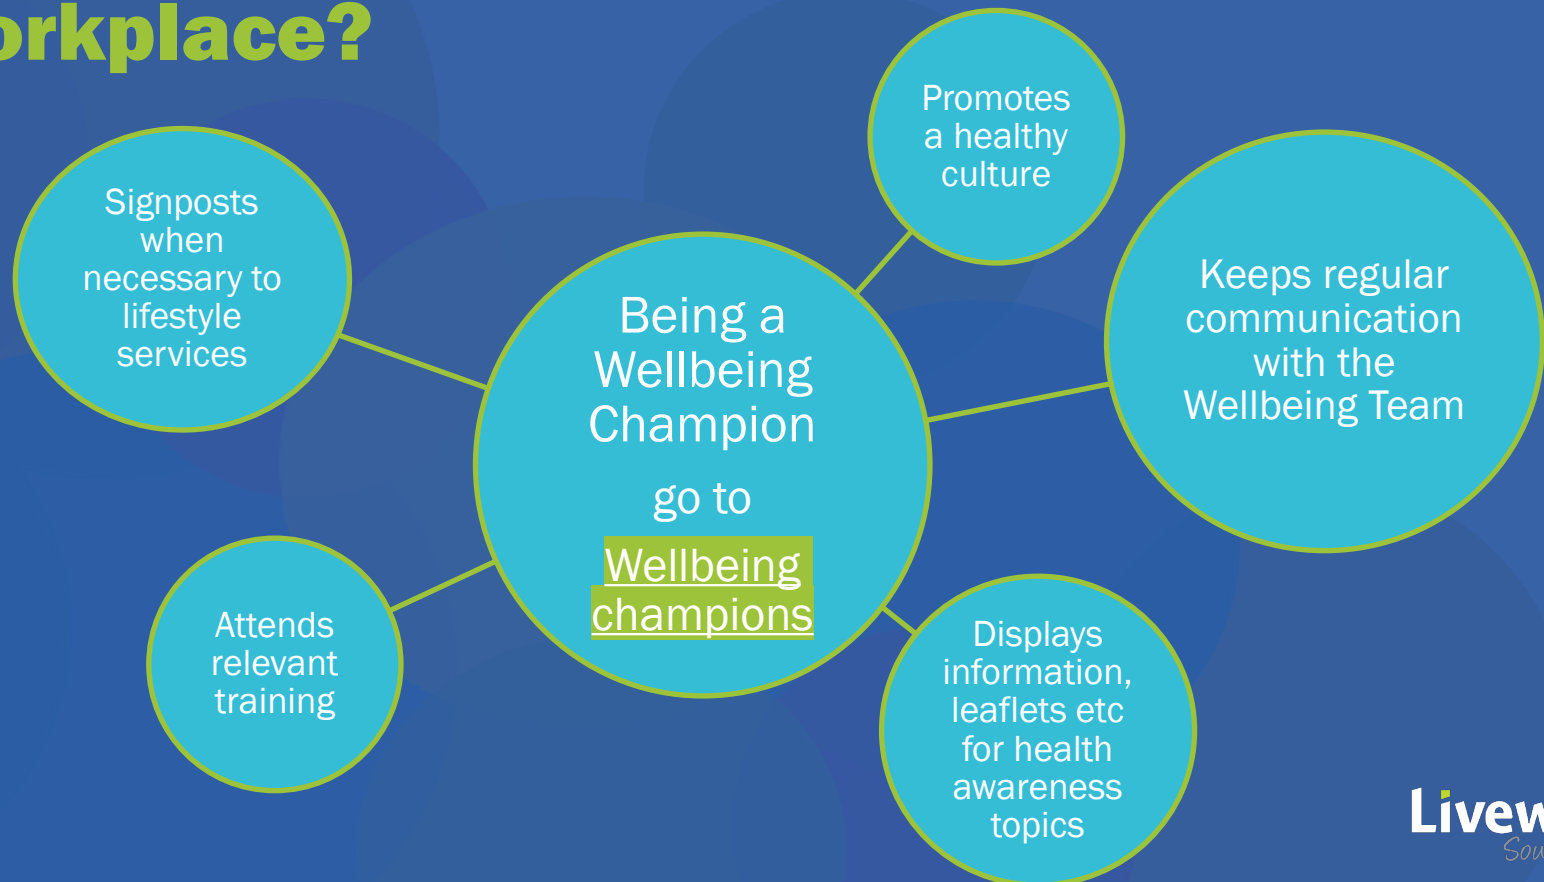 orkplace?
Promotes
a healthy
culture
Signposts
when
necessary to
lifestyle
services
Keeps regular
communication
with the
Wellbeing Team
Being a
Wellbeing
Champion
go to
Wellbeing
champions
Attends
relevant
training
Displays
information,
leaflets etc
for health
awareness
topics
Livew
Sou